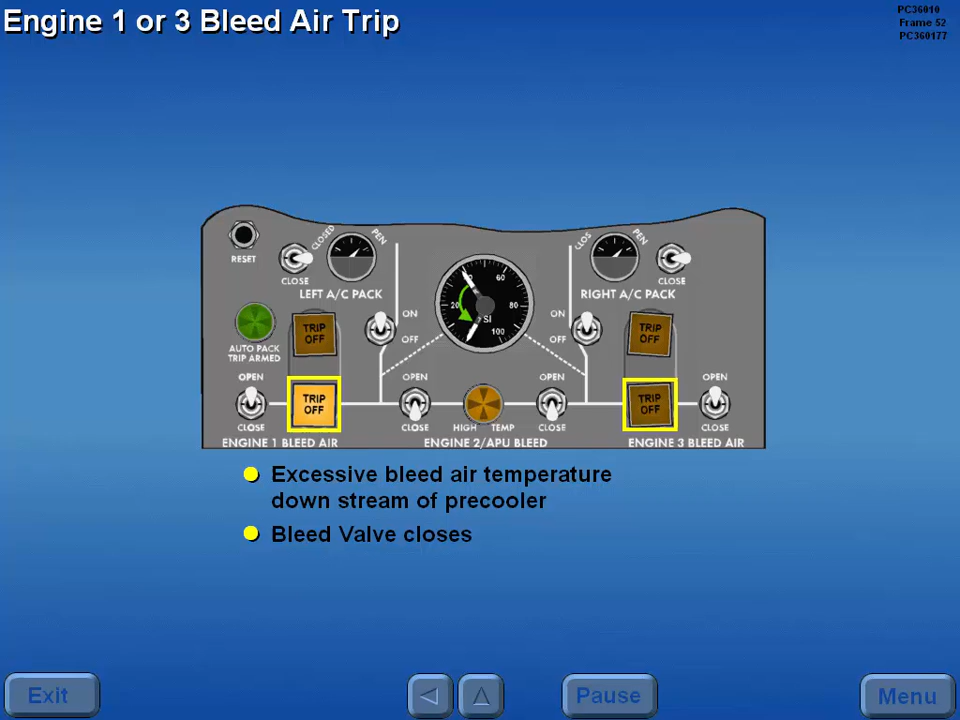 Engine 1 or 3 Bleed Air Trip
PC36010
Frame 52
PC360177
RESET
CLOSED
PEN
CLOSE
LEFT A/C PACK
CLOS
PEN
CLOSE
RIGHT A/C PACK
20
60
80
100
SI
AUTO PACK
TRIP ARMED
TRIP
OFF
ON
OFF
ON
OFF
TRIP
OFF
OPEN
CLOSE
TRIP
OFF
OPEN
CLOSE
HIGH TEMP
OPEN
CLOSE
TRIP
OFF
OPEN
CLOSE
ENGINE 1 BLEED AIR
ENGINE 2/APU BLEED
ENGINE 3 BLEED AIR
Excessive bleed air temperature
down stream of precooler
Bleed Valve closes
Exit
Pause
Menu